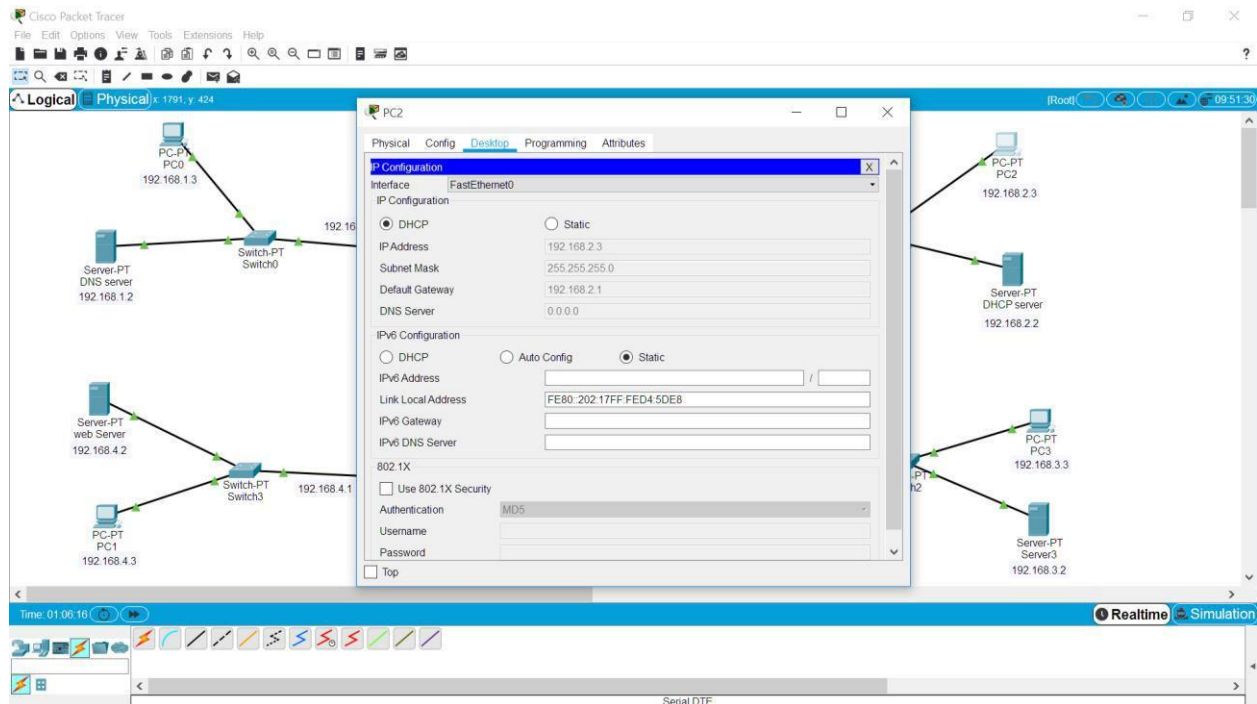 Cisco Packet Tracer
File Edit Options View Tools Extensions Help
?
Logical Physical x: 1791, y: 424
[Root] 09:51:30
PC-PT
PC0
192.168.1.3
Server-PT
DNS server
192.168.1.2
Switch-PT
Switch0
192.16
Server-PT
web Server
192.168.4.2
Switch-PT
Switch3
192.168.4.1
PC-PT
PC1
192.168.4.3
PC2
Physical Config Desktop Programming Attributes
IP Configuration X
Interface FastEthernet0
IP Configuration
DHCP Static
IP Address 192.168.2.3
Subnet Mask 255.255.255.0
Default Gateway 192.168.2.1
DNS Server 0.0.0.0
IPv6 Configuration
DHCP Auto Config Static
IPv6 Address /
Link Local Address FE80::202:17FF:FED4:5DE8
IPv6 Gateway
IPv6 DNS Server
802.1X
Use 802.1X Security
Authentication MD5
Username
Password
Top
PC-PT
PC2
192.168.2.3
Server-PT
DHCP server
192.168.2.2
PC-PT
PC3
192.168.3.3
-PT
h2
Server-PT
Server3
192.168.3.2
Time: 01:06:16
Realtime Simulation
Serial DTE